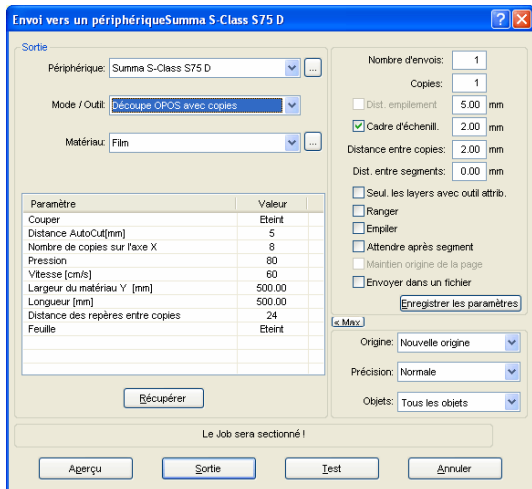 Envoi vers un périphériqueSumma S-Class S75 D
Sortie
Périphérique: Summa S-Class S75 D ...
Mode / Outil: Découpe OPOS avec copies
Matériau: Film ...
Paramètre Valeur
Couper Eteint
Distance AutoCut[mm] 5
Nombre de copies sur l'axe X 8
Pression 80
Vitesse [cm/s] 60
Largeur du matériau Y [mm] 500.00
Longueur [mm] 500.00
Distance des repères entre copies 24
Feuille Eteint
Récupérer
Nombre d'envois: 1
Copies: 1
Dist. empilement 5.00 mm
Cadre d'échenill. 2.00 mm
Distance entre copies: 2.00 mm
Dist. entre segments: 0.00 mm
Seul. les layers avec outil attrib.
Ranger
Empiler
Attendre après segment
Maintien origine de la page
Envoyer dans un fichier
Enregistrer les paramètres
< Max
Origine: Nouvelle origine
Précision: Normale
Objets: Tous les objets
Le Job sera sectionné !
Aperçu Sortie Test Annuler